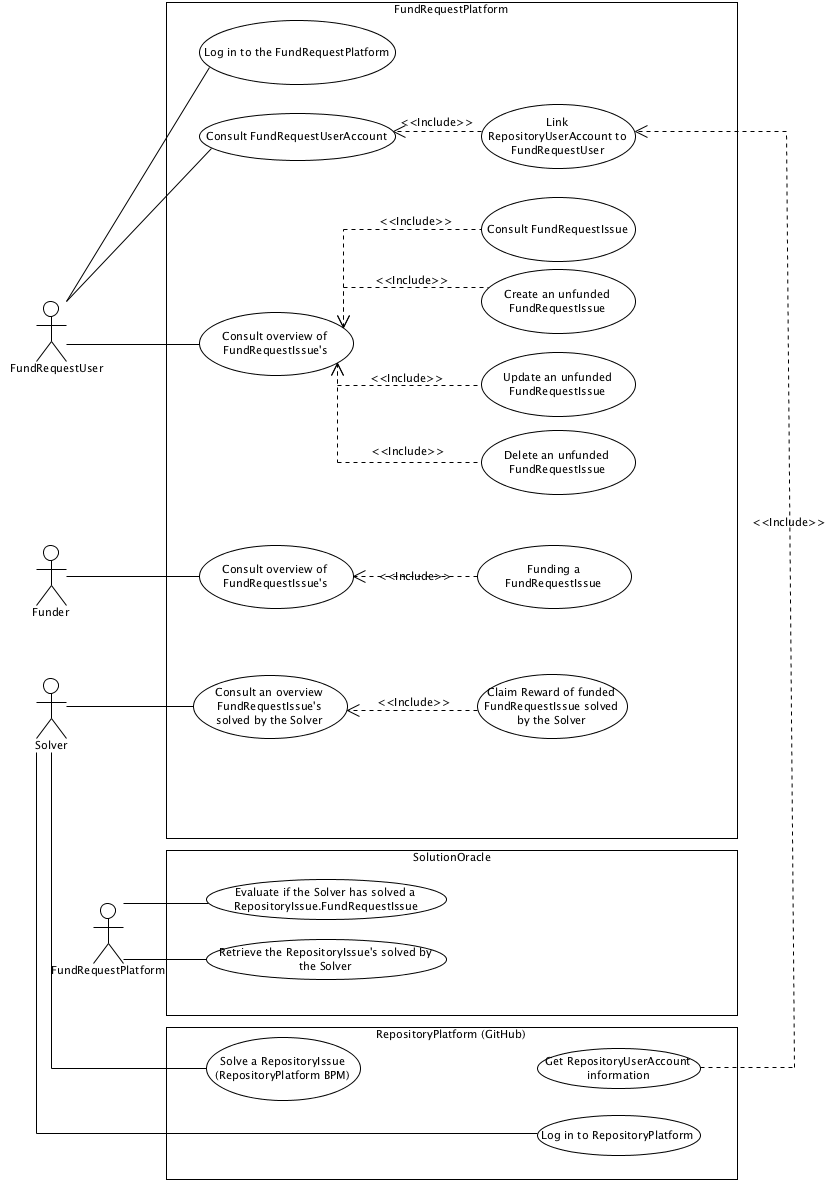 FundRequestPlatform
Log in to the FundRequestPlatform
Consult FundRequestUserAccount
<<Include>>
Link
RepositoryUserAccount to
FundRequestUser
<<Include>>
Consult FundRequestIssue
<<Include>>
Create an unfunded
FundRequestIssue
FundRequestUser
Consult overview of
FundRequestIssue's
<<Include>>
Update an unfunded
FundRequestIssue
<<Include>>
Delete an unfunded
FundRequestIssue
<<Include>>
Funder
Consult overview of
FundRequestIssue's
<<Include>>
Funding a
FundRequestIssue
Solver
Consult an overview
FundRequestIssue's
solved by the Solver
<<Include>>
Claim Reward of funded
FundRequestIssue solved
by the Solver
SolutionOracle
Evaluate if the Solver has solved a
RepositoryIssue.FundRequestIssue
FundRequestPlatform
Retrieve the RepositoryIssue's solved by
the Solver
RepositoryPlatform (GitHub)
Solve a RepositoryIssue
(RepositoryPlatform BPM)
Get RepositoryUserAccount
information
Log in to RepositoryPlatform